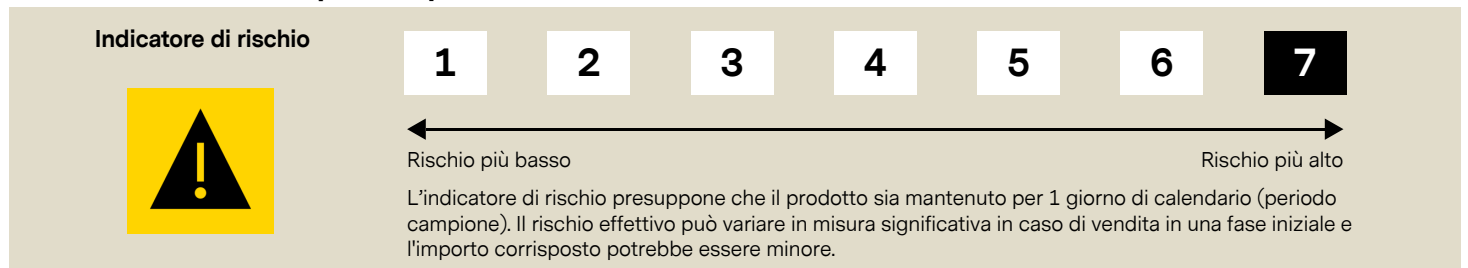 Indicatore di rischio
1 2 3 4 5 6 7
Rischio più basso
Rischio più alto
L'indicatore di rischio presuppone che il prodotto sia mantenuto per 1 giorno di calendario (periodo
campione). Il rischio effettivo può variare in misura significativa in caso di vendita in una fase iniziale e
l'importo corrisposto potrebbe essere minore.